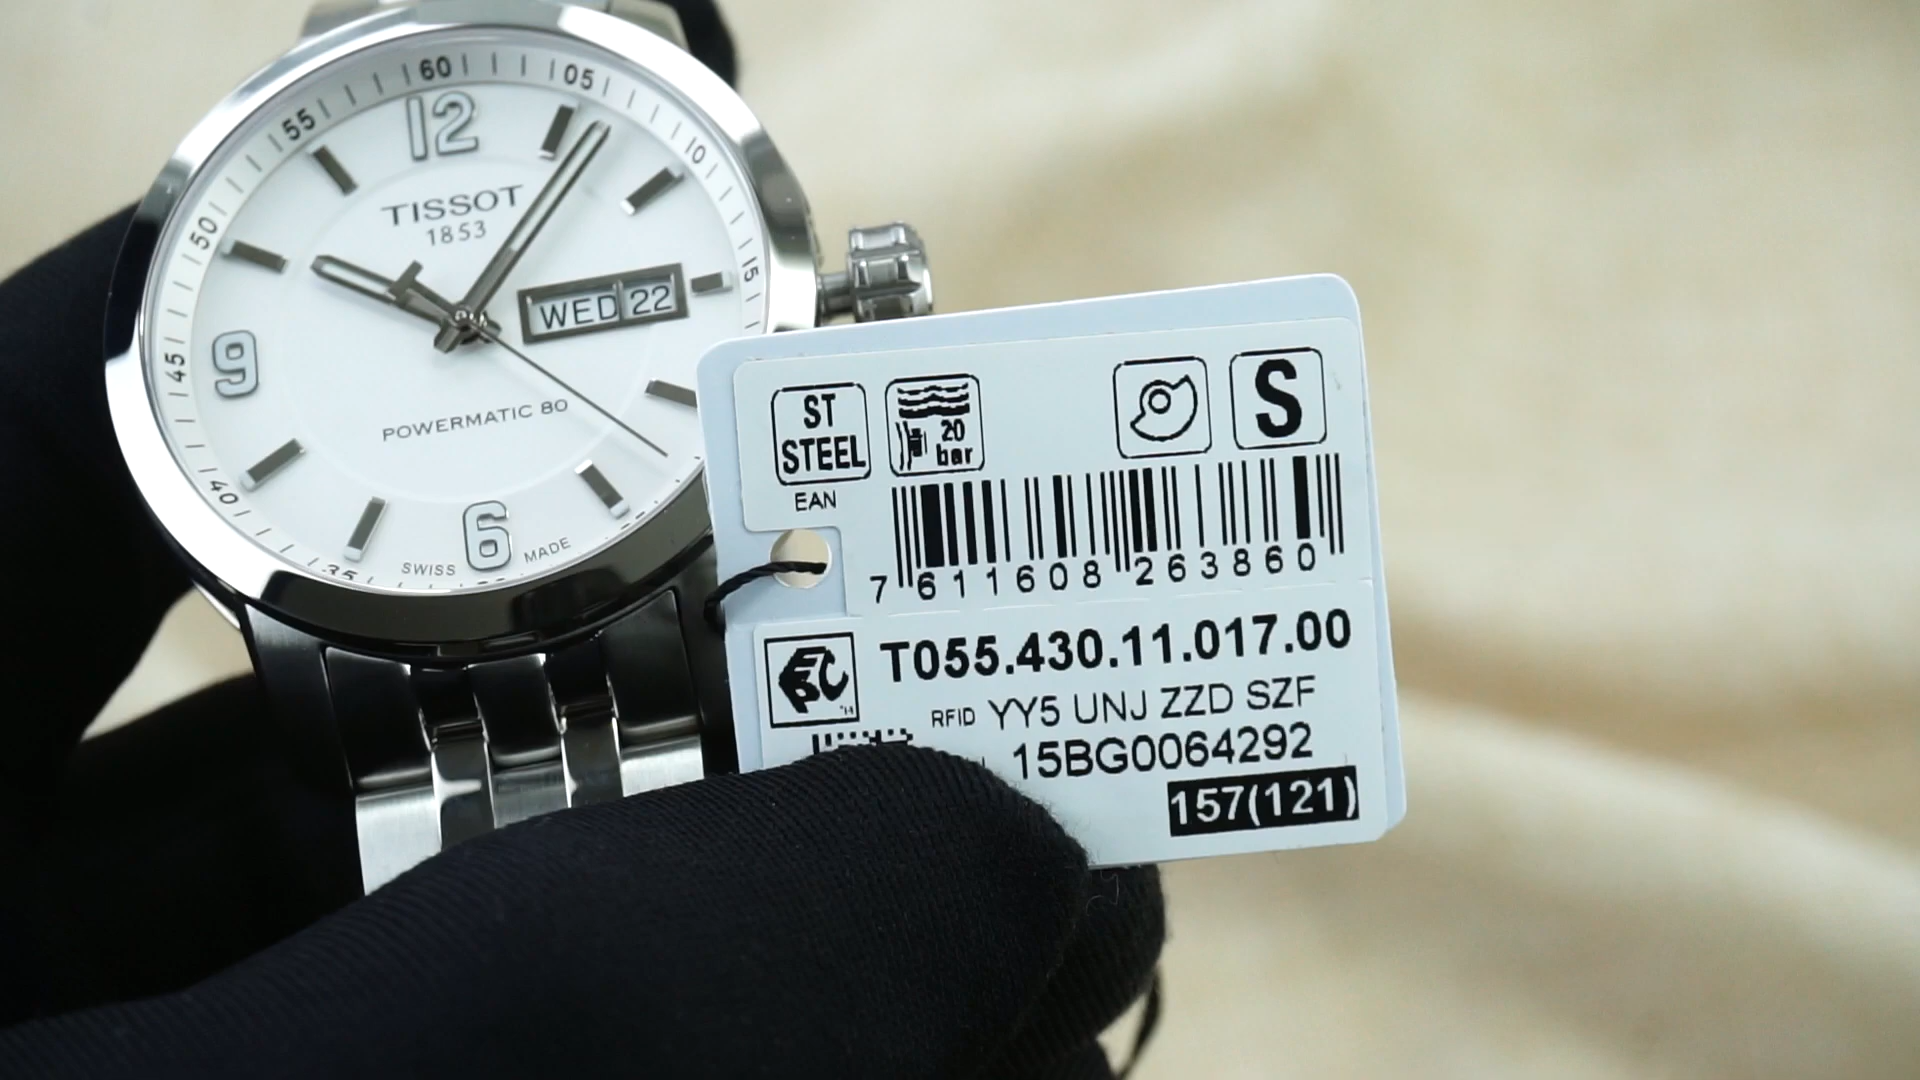 60
05
10
15
35
40
45
50
55
12
9
6
TISSOT
1853
WED 22
POWERMATIC 80
SWISS MADE
ST
STEEL
20
bar
S
EAN
7 611608 263860
T055.430.11.017.00
RFID YY5 UNJ ZZD SZF
15BG0064292
157(121)